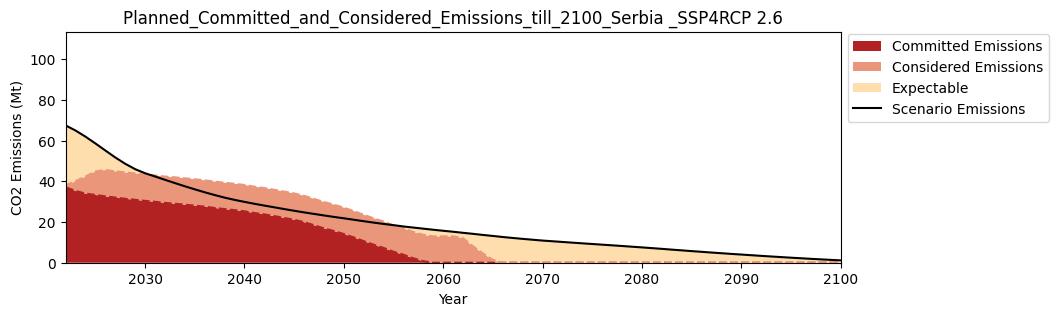 Planned_Committed_and_Considered_Emissions_till_2100_Serbia _SSP4RCP 2.6
CO2 Emissions (Mt)
100
80
60
40
20
0
2030
2040
2050
2060
2070
2080
2090
2100
Year
Committed Emissions
Considered Emissions
Expectable
Scenario Emissions